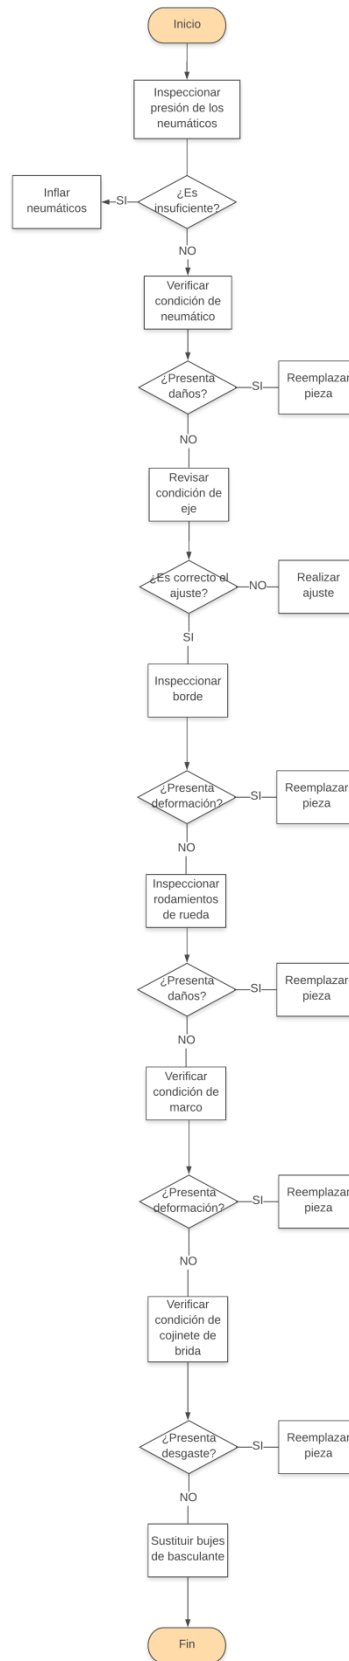 Inicio
Inspeccionar
presión de los
neumáticos
¿Es
insuficiente?
SI
Inflar
neumáticos
NO
Verificar
condición de
neumático
¿Presenta
daños?
SI
Reemplazar
pieza
NO
Revisar
condición de
eje
¿Es correcto el
ajuste?
NO
Realizar
ajuste
SI
Inspeccionar
borde
¿Presenta
deformación?
SI
Reemplazar
pieza
NO
Inspeccionar
rodamientos
de rueda
¿Presenta
daños?
SI
Reemplazar
pieza
NO
Verificar
condición de
marco
¿Presenta
deformación?
SI
Reemplazar
pieza
NO
Verificar
condición de
cojinete de
brida
¿Presenta
desgaste?
SI
Reemplazar
pieza
NO
Sustituir bujes
de basculante
Fin